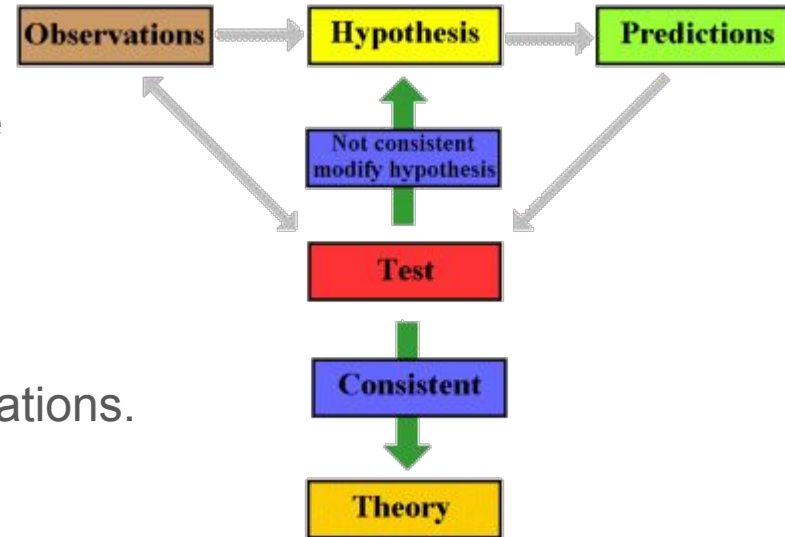 Observations
Hypothesis
Predictions
e
Not consistent
modify hypothesis
Test
Consistent
ations.
Theory